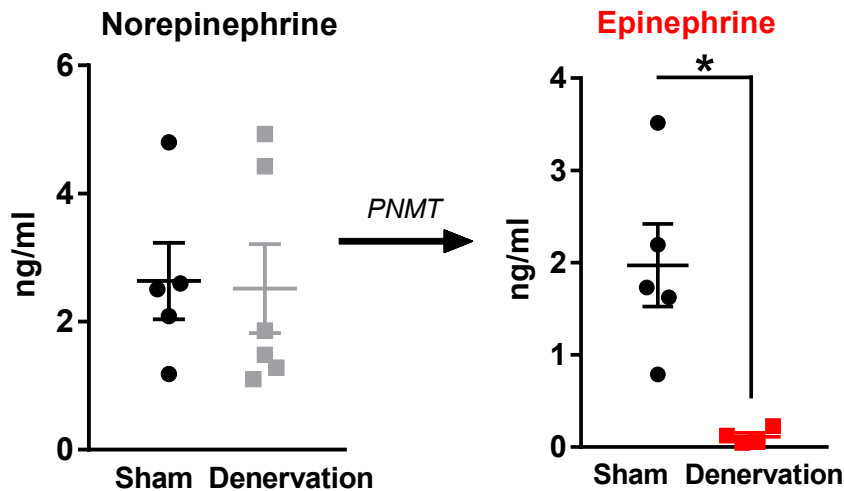 Norepinephrine
6
4
2
0
ng/ml
Sham Denervation
PNMT
Epinephrine
*
4
3
2
1
0
ng/ml
Sham Denervation